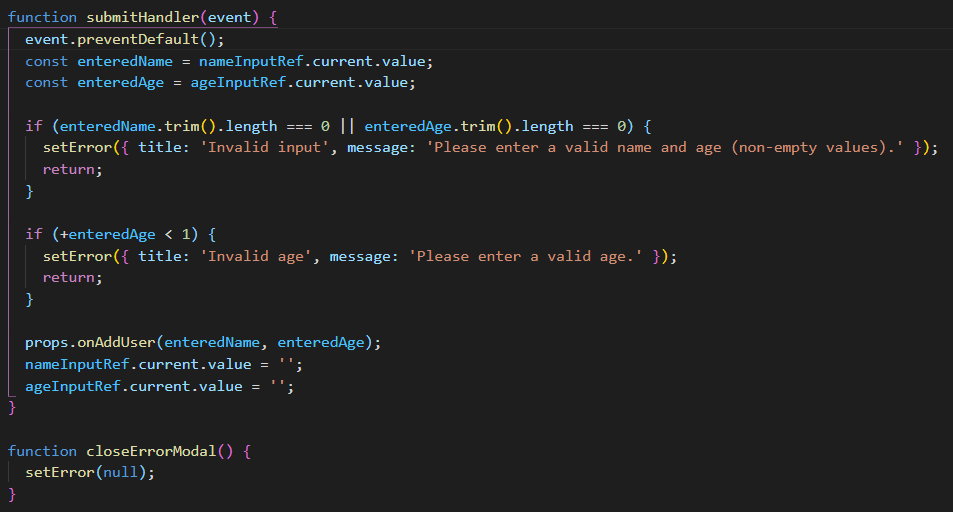 function submitHandler(event) {
  event.preventDefault();
  const enteredName = nameInputRef.current.value;
  const enteredAge = ageInputRef.current.value;

  if (enteredName.trim().length === 0 || enteredAge.trim().length === 0) {
    setError({ title: 'Invalid input', message: 'Please enter a valid name and age (non-empty values).' });
    return;
  }

  if (+enteredAge < 1) {
    setError({ title: 'Invalid age', message: 'Please enter a valid age.' });
    return;
  }

  props.onAddUser(enteredName, enteredAge);
  nameInputRef.current.value = '';
  ageInputRef.current.value = '';
}

function closeErrorModal() {
  setError(null);
}